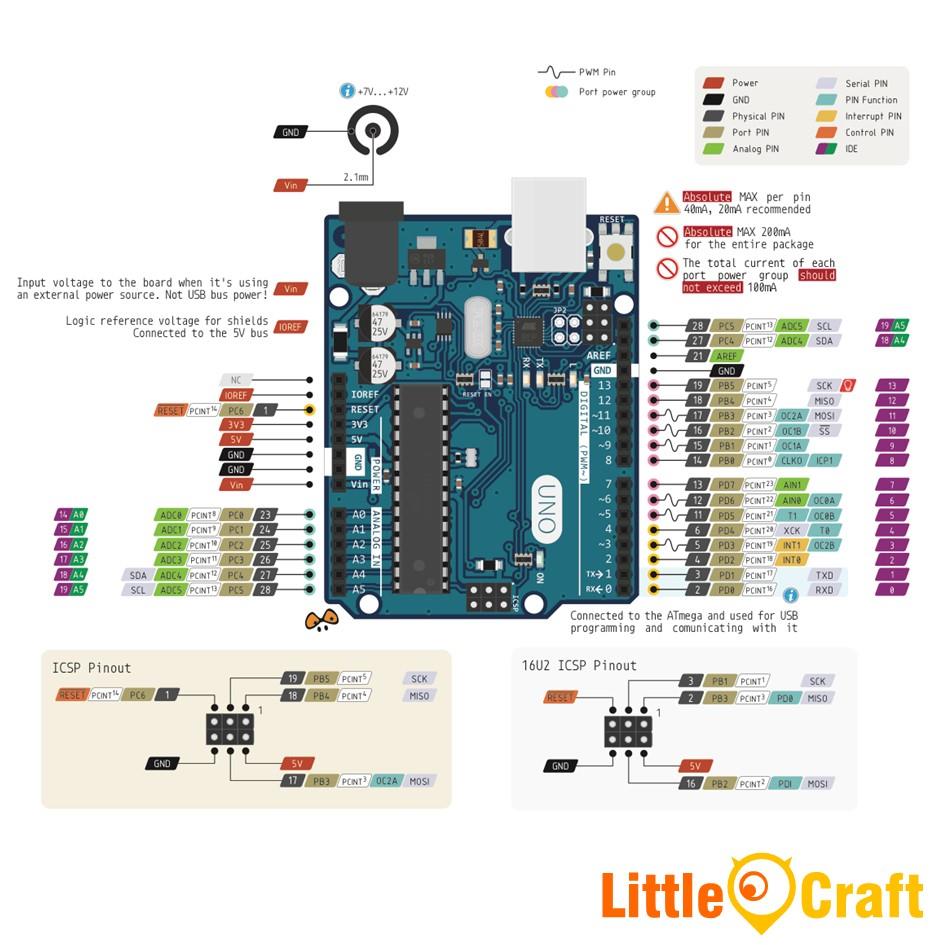 PWM Pin
Port power group
Power
GND
Physical PIN
Port PIN
Analog PIN
Serial PIN
PIN Function
Interrupt PIN
Control PIN
IDE
+7V...+12V
GND
2.1mm
Vin
Absolute MAX per pin
40mA, 20mA recommended
Absolute MAX 200mA
for the entire package
The total current of each
port power group should
not exceed 100mA
Input voltage to the board when it's using
an external power source. Not USB bus power!
Vin
Logic reference voltage for shields
Connected to the 5V bus
IOREF
NC
IOREF
RESET PCINT14 PC6 1
3V3
5V
GND
GND
Vin
14 A0 ADC0 PCINT8 PC0 23
15 A1 ADC1 PCINT9 PC1 24
16 A2 ADC2 PCINT10 PC2 25
17 A3 ADC3 PCINT11 PC3 26
18 A4 SDA ADC4 PCINT12 PC4 27
19 A5 SCL ADC5 PCINT13 PC5 28
RESET
JP2
64179
47
25V
64179
47
25V
RX
TX
L
RESET EN
IOREF
RESET
3V3
5V
GND
Vin
POWER
A0
A1
A2
A3
A4
A5
ANALOG IN
UNO
ON
ICSP
AREF
GND
13
12
~11
~10
~9
8
7
~6
~5
4
~3
2
TX→1
RX←0
DIGITAL (PWM~)
28 PC5 PCINT13 ADC5 SCL 19 A5
27 PC4 PCINT12 ADC4 SDA 18 A4
21 AREF
GND
19 PB5 PCINT5 SCK 13
18 PB4 PCINT4 MISO 12
17 PB3 PCINT3 OC2A MOSI 11
16 PB2 PCINT2 OC1B SS 10
15 PB1 PCINT1 OC1A 9
14 PB0 PCINT0 CLKO ICP1 8
13 PD7 PCINT23 AIN1 7
12 PD6 PCINT22 AIN0 OC0A 6
11 PD5 PCINT21 T1 OC0B 5
6 PD4 PCINT20 XCK T0 4
5 PD3 PCINT19 INT1 OC2B 3
4 PD2 PCINT18 INT0 2
3 PD1 PCINT17 TXD 1
2 PD0 PCINT16 RXD 0
Connected to the ATmega and used for USB
programming and comunicating with it
ICSP Pinout
RESET PCINT14 PC6 1
19 PB5 PCINT5 SCK
18 PB4 PCINT4 MISO
1
GND
5V
17 PB3 PCINT3 OC2A MOSI
16U2 ICSP Pinout
RESET
3 PB1 PCINT1 SCK
2 PB3 PCINT3 PD0 MISO
1
GND
5V
16 PB2 PCINT2 PDI MOSI
Little Craft